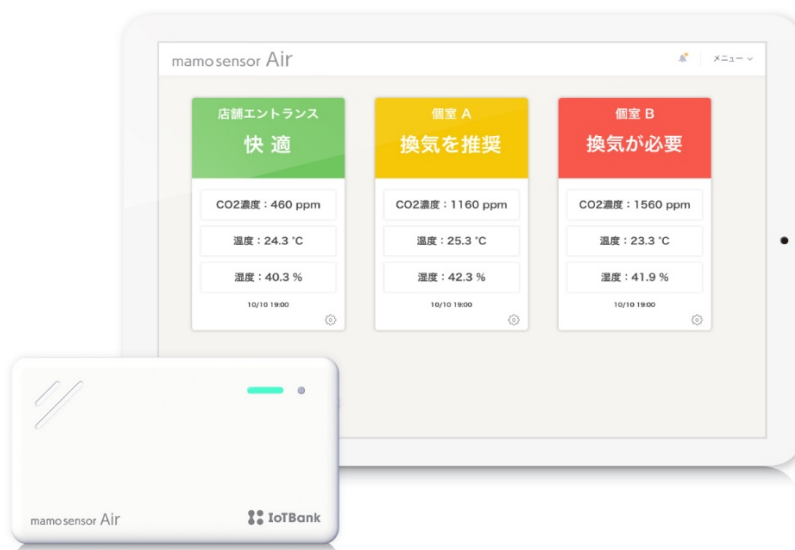 mamo sensor Air
メニュー
店舗エントランス
快 適
CO2濃度：460 ppm
温度：24.3 ℃
湿度：40.3 %
10/10 19:00
個室 A
換気を推奨
CO2濃度：1160 ppm
温度：25.3 ℃
湿度：42.3 %
10/10 19:00
個室 B
換気が必要
CO2濃度：1560 ppm
温度：23.3 ℃
湿度：41.9 %
10/10 19:00
mamo sensor Air
IoTBank